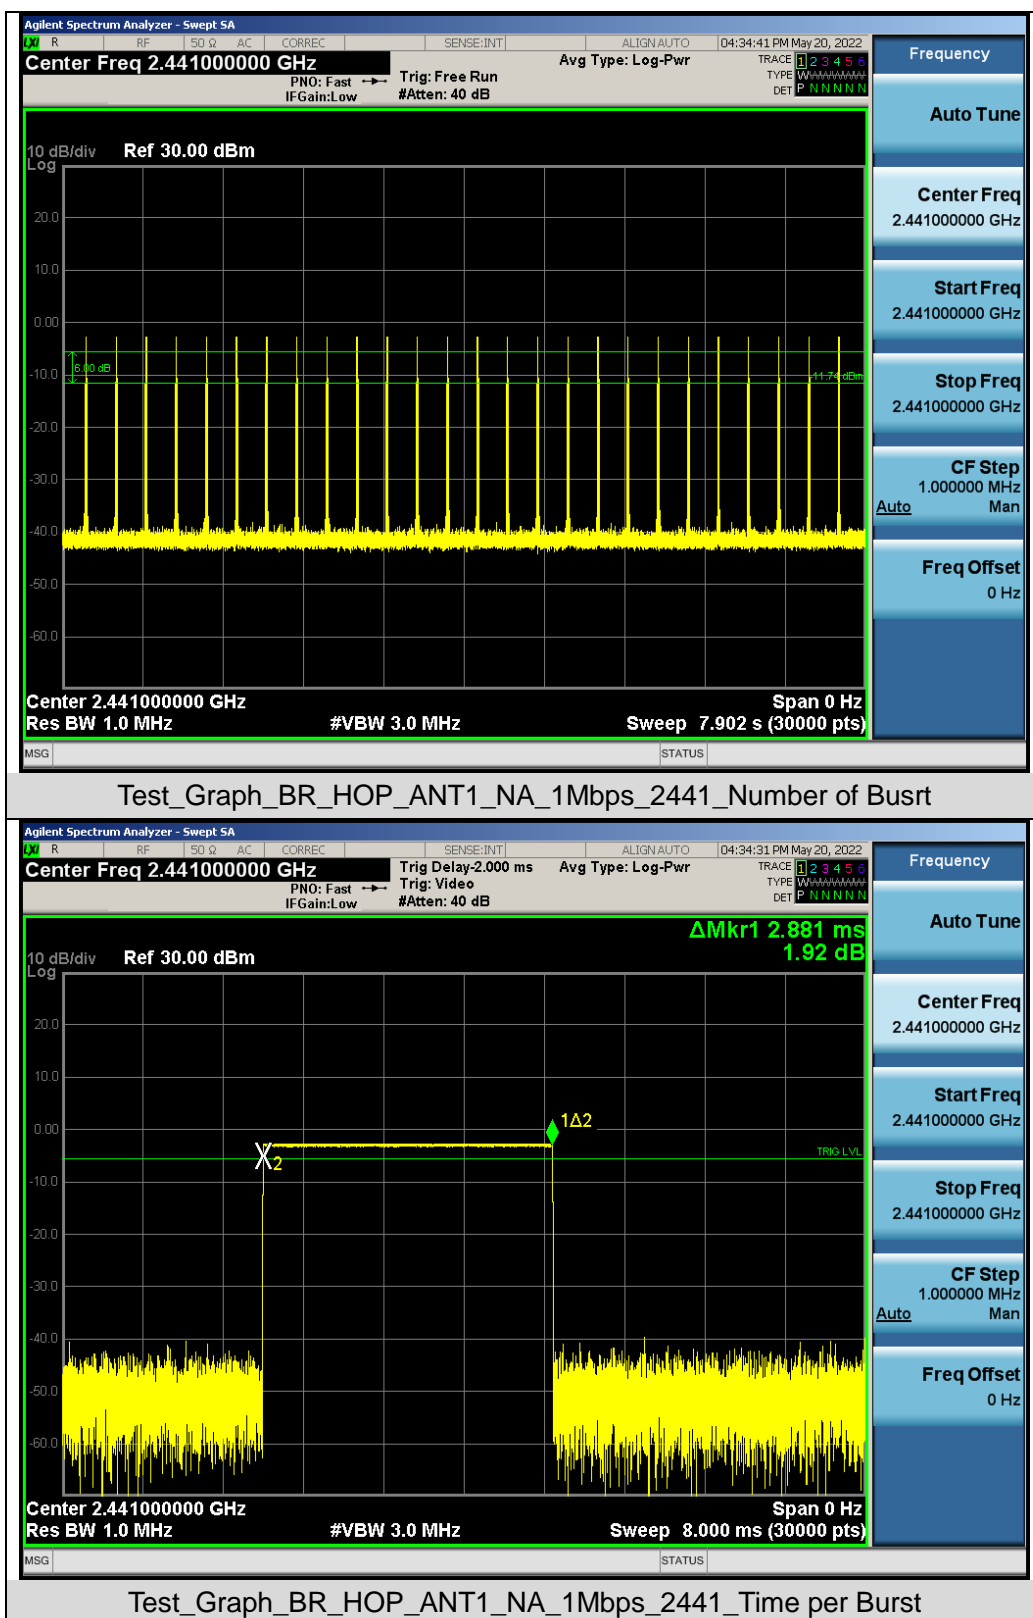 Agilent Spectrum Analyzer - Swept SA
LXI R RF 50 Ω AC CORREC SENSE:INT ALIGN AUTO 04:34:41 PM May 20, 2022
Center Freq 2.441000000 GHz
PNO: Fast
IFGain:Low
Trig: Free Run
#Atten: 40 dB
Avg Type: Log-Pwr
TRACE 1 2 3 4 5 6
TYPE
DET P N N N N N
10 dB/div
Log
Ref 30.00 dBm
20.0
10.0
0.00
-10.0
-20.0
-30.0
-40.0
-50.0
-60.0
6.00 dB
-11.74 dBm
Center 2.441000000 GHz
Span 0 Hz
Res BW 1.0 MHz
#VBW 3.0 MHz
Sweep 7.902 s (30000 pts)
MSG
STATUS
Frequency
Auto Tune
Center Freq
2.441000000 GHz
Start Freq
2.441000000 GHz
Stop Freq
2.441000000 GHz
CF Step
1.000000 MHz
Auto Man
Freq Offset
0 Hz
Test_Graph_BR_HOP_ANT1_NA_1Mbps_2441_Number of Busrt
Agilent Spectrum Analyzer - Swept SA
LXI R RF 50 Ω AC CORREC SENSE:INT ALIGN AUTO 04:34:31 PM May 20, 2022
Center Freq 2.441000000 GHz
PNO: Fast
IFGain:Low
Trig Delay-2.000 ms
Trig: Video
#Atten: 40 dB
Avg Type: Log-Pwr
TRACE 1 2 3 4 5 6
TYPE
DET P N N N N N
ΔMkr1 2.881 ms
1.92 dB
10 dB/div
Log
Ref 30.00 dBm
20.0
10.0
0.00
-10.0
-20.0
-30.0
-40.0
-50.0
-60.0
1Δ2
2
TRIG LVL
Center 2.441000000 GHz
Span 0 Hz
Res BW 1.0 MHz
#VBW 3.0 MHz
Sweep 8.000 ms (30000 pts)
MSG
STATUS
Frequency
Auto Tune
Center Freq
2.441000000 GHz
Start Freq
2.441000000 GHz
Stop Freq
2.441000000 GHz
CF Step
1.000000 MHz
Auto Man
Freq Offset
0 Hz
Test_Graph_BR_HOP_ANT1_NA_1Mbps_2441_Time per Burst